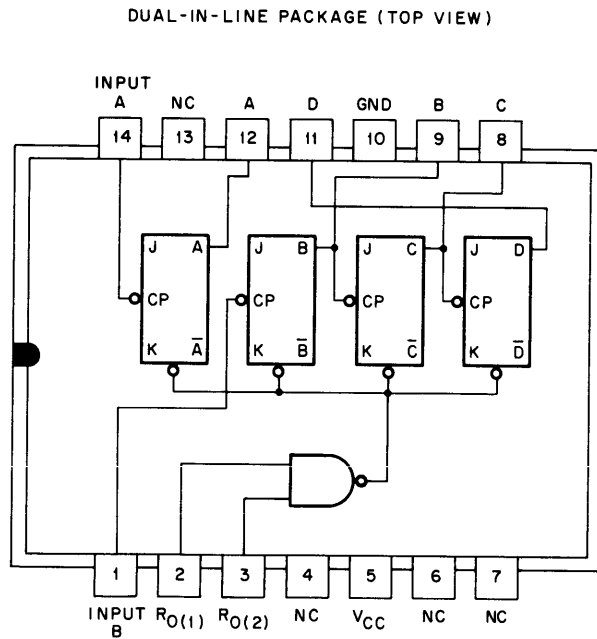 DUAL-IN-LINE PACKAGE (TOP VIEW)
INPUT
A NC A D GND B C
14 13 12 11 10 9 8
J A J B J C J D
CP CP CP CP
K A̅ K B̅ K C̅ K D̅
1 2 3 4 5 6 7
INPUT R0(1) R0(2) NC VCC NC NC
B